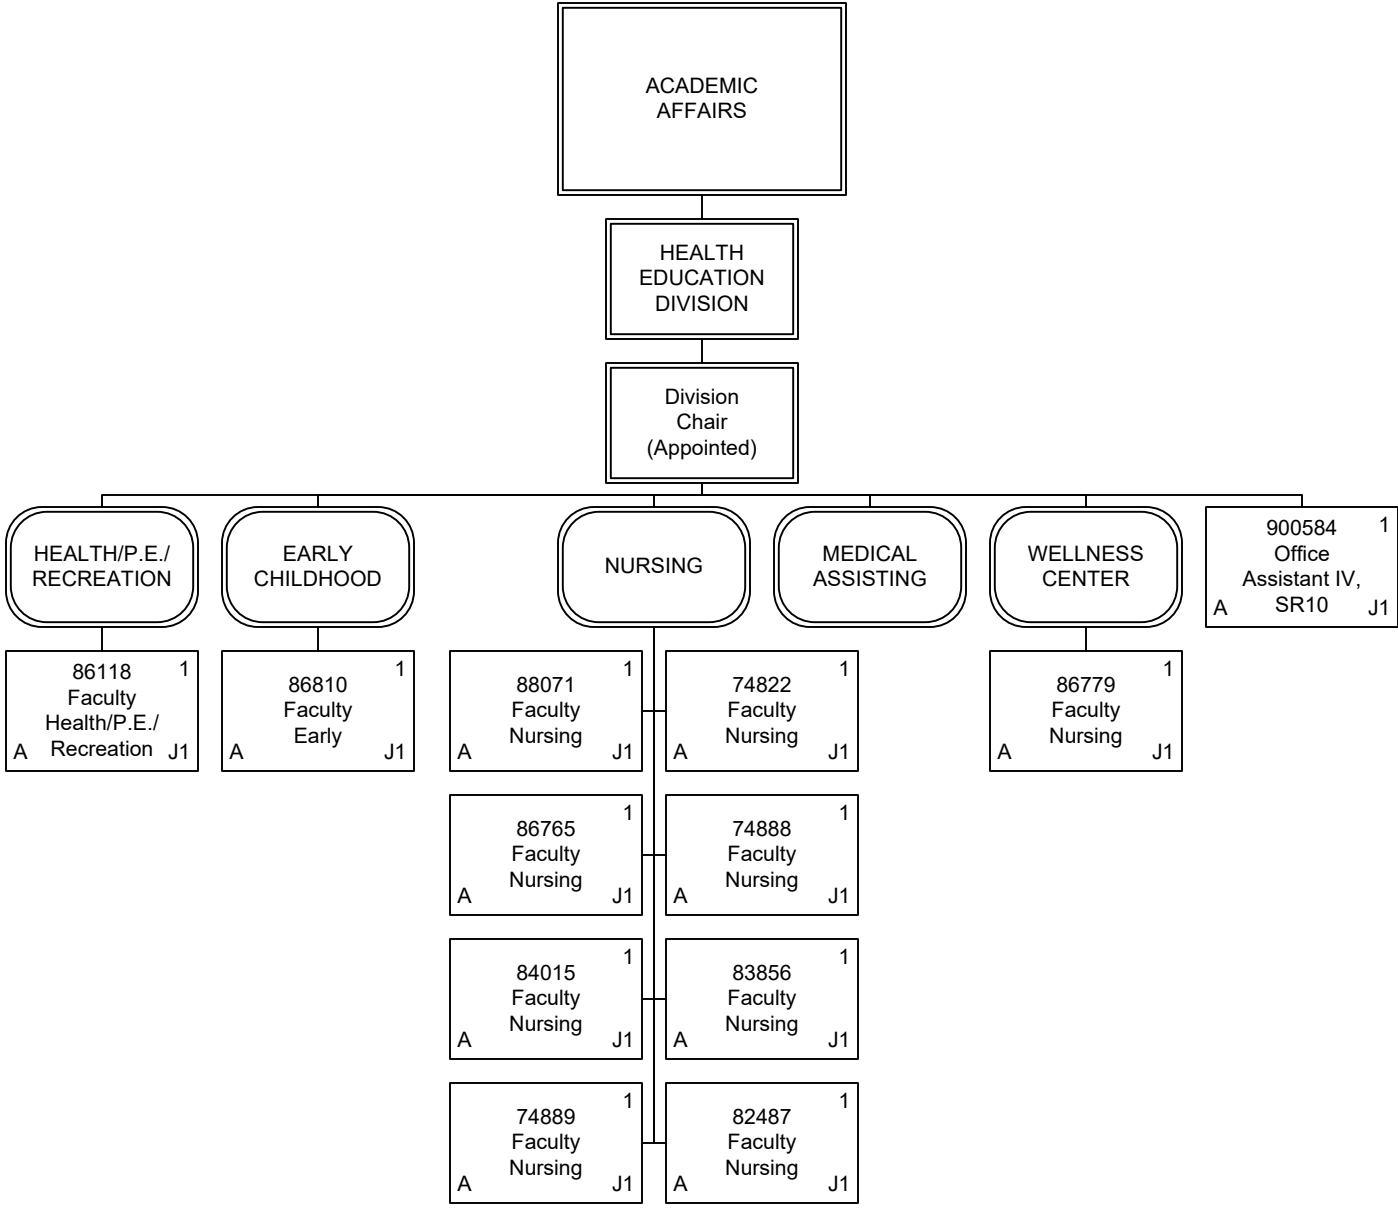 ACADEMIC
AFFAIRS
HEALTH
EDUCATION
DIVISION
Division
Chair
(Appointed)
HEALTH/P.E./
RECREATION
EARLY
CHILDHOOD
NURSING
MEDICAL
ASSISTING
WELLNESS
CENTER
900584 1
Office
Assistant IV,
SR10
A J1
86118 1
Faculty
Health/P.E./
Recreation
A J1
1
86810
Faculty
Early
A J1
1
88071
Faculty
Nursing
A J1
1
74822
Faculty
Nursing
A J1
1
86779
Faculty
Nursing
A J1
1
86765
Faculty
Nursing
A J1
1
74888
Faculty
Nursing
A J1
1
84015
Faculty
Nursing
A J1
1
83856
Faculty
Nursing
A J1
1
74889
Faculty
Nursing
A J1
1
82487
Faculty
Nursing
A J1